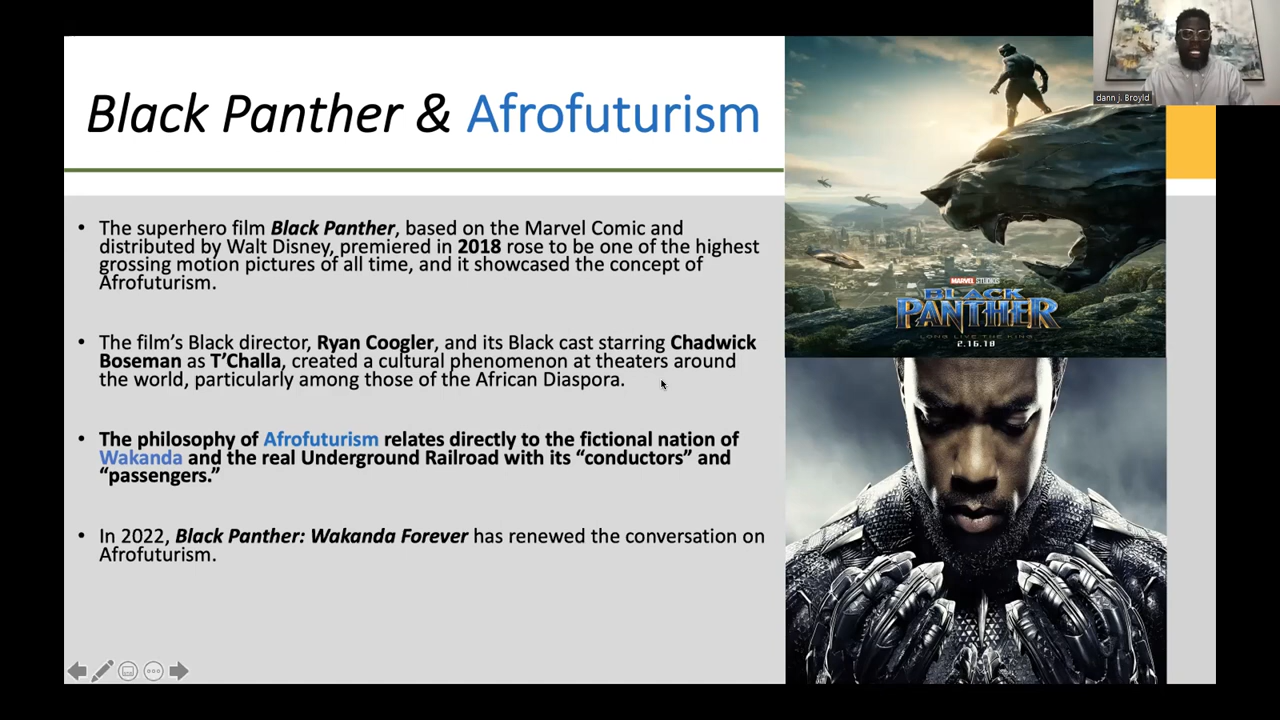 Black Panther & Afrofuturism
• The superhero film Black Panther, based on the Marvel Comic and
distributed by Walt Disney, premiered in 2018 rose to be one of the highest
grossing motion pictures of all time, and it showcased the concept of
Afrofuturism.
• The film’s Black director, Ryan Coogler, and its Black cast starring Chadwick
Boseman as T’Challa, created a cultural phenomenon at theaters around
the world, particularly among those of the African Diaspora.
• The philosophy of Afrofuturism relates directly to the fictional nation of
Wakanda and the real Underground Railroad with its “conductors” and
“passengers.”
• In 2022, Black Panther: Wakanda Forever has renewed the conversation on
Afrofuturism.
MARVEL STUDIOS
BLACK
PANTHER
LONG LIVE THE KING
2.16.18
dann j. Broyld